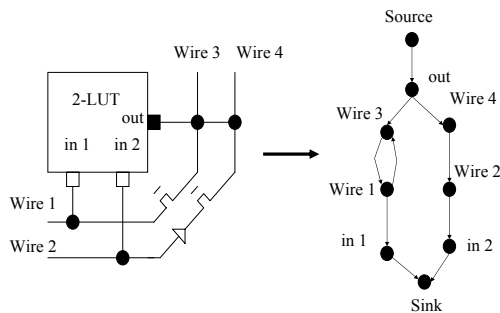 Source
Wire 3 Wire 4
out
2-LUT
Wire 4
out
Wire 3
in 1 in 2
Wire 2
Wire 1
Wire 1
Wire 2
in 1
in 2
Sink